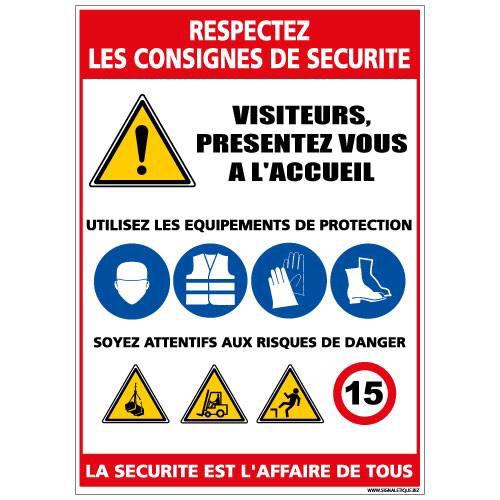 RESPECTEZ
LES CONSIGNES DE SECURITE
VISITEURS,
PRESENTEZ VOUS
A L'ACCUEIL
UTILISEZ LES EQUIPEMENTS DE PROTECTION
SOYEZ ATTENTIFS AUX RISQUES DE DANGER
15
LA SECURITE EST L'AFFAIRE DE TOUS
WWW.SIGNALETIQUE.BIZ